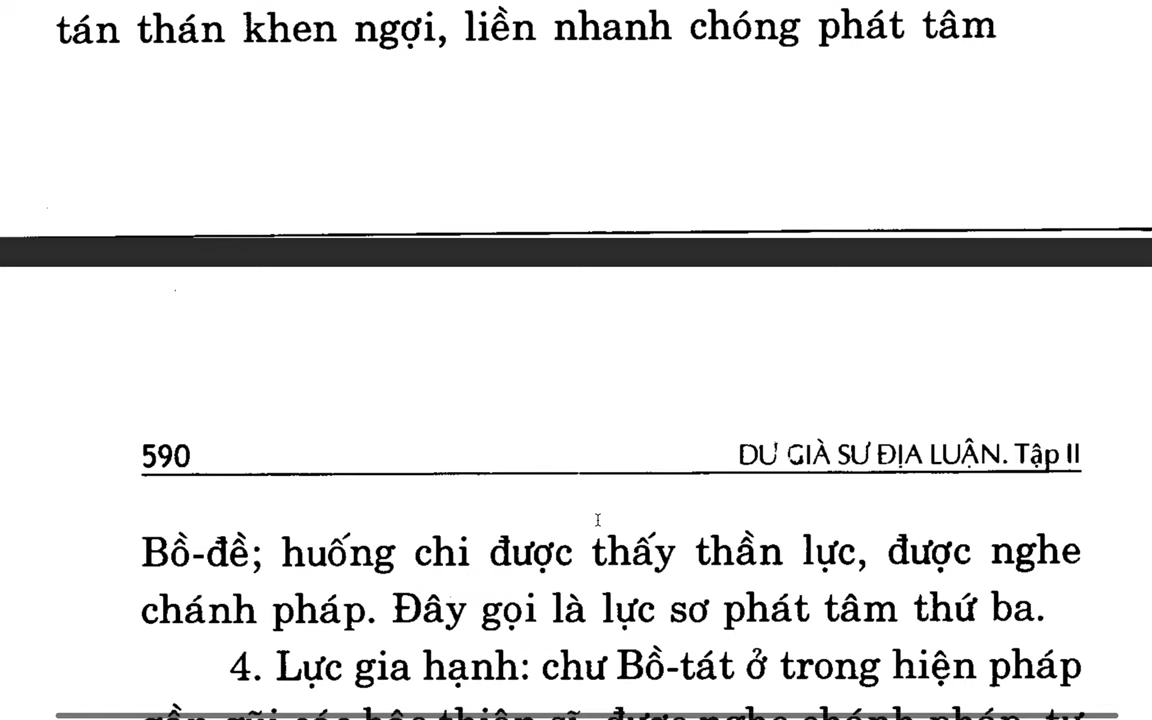 tán thán khen ngợi, liền nhanh chóng phát tâm
590
DU GIÀ SƯ ĐỊA LUẬN. Tập II
Bồ-đề; huống chi được thấy thần lực, được nghe
chánh pháp. Đây gọi là lực sơ phát tâm thứ ba.
4. Lực gia hạnh: chư Bồ-tát ở trong hiện pháp